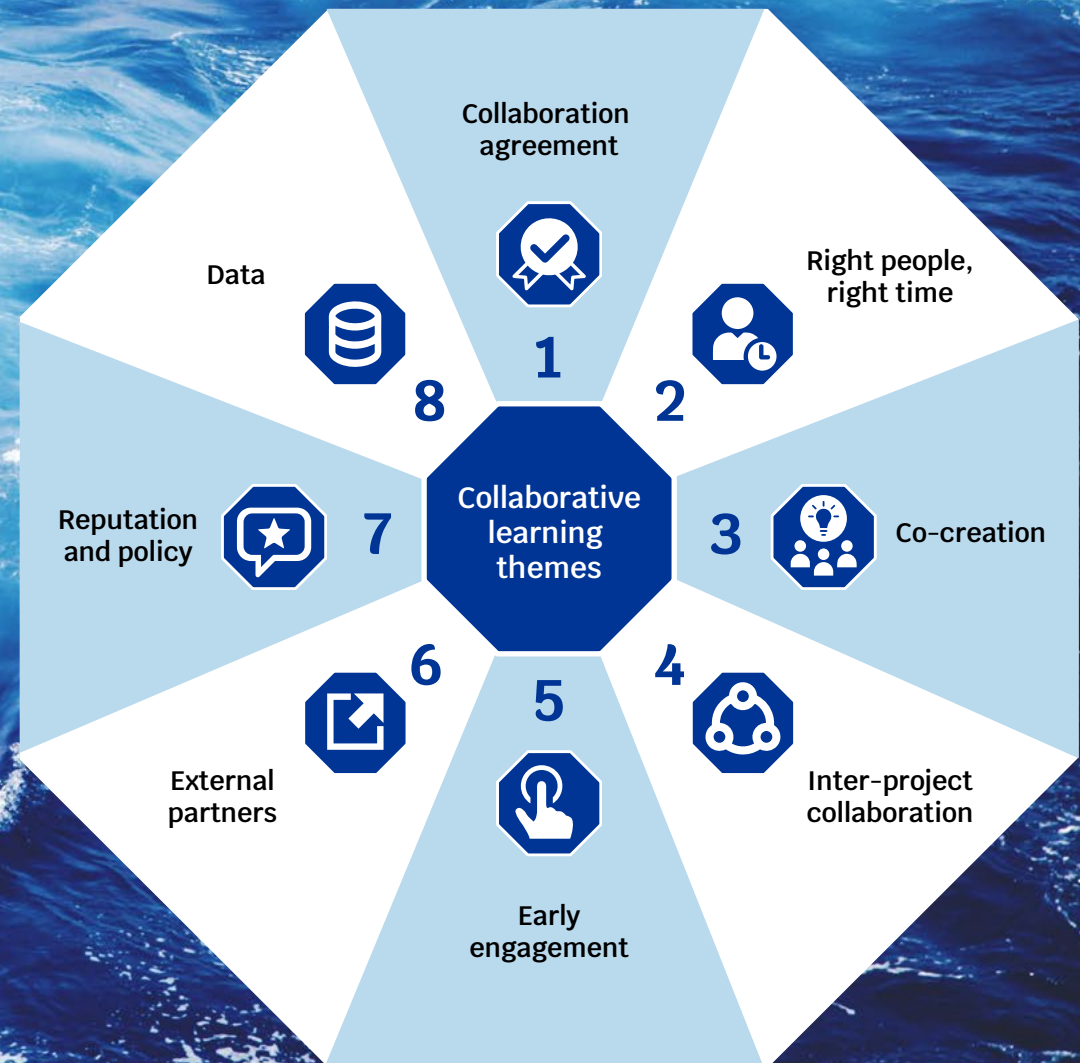 Collaborative
learning
themes
1
Collaboration
agreement
2
Right people,
right time
3
Co-creation
4
Inter-project
collaboration
5
Early
engagement
6
External
partners
7
Reputation
and policy
8
Data